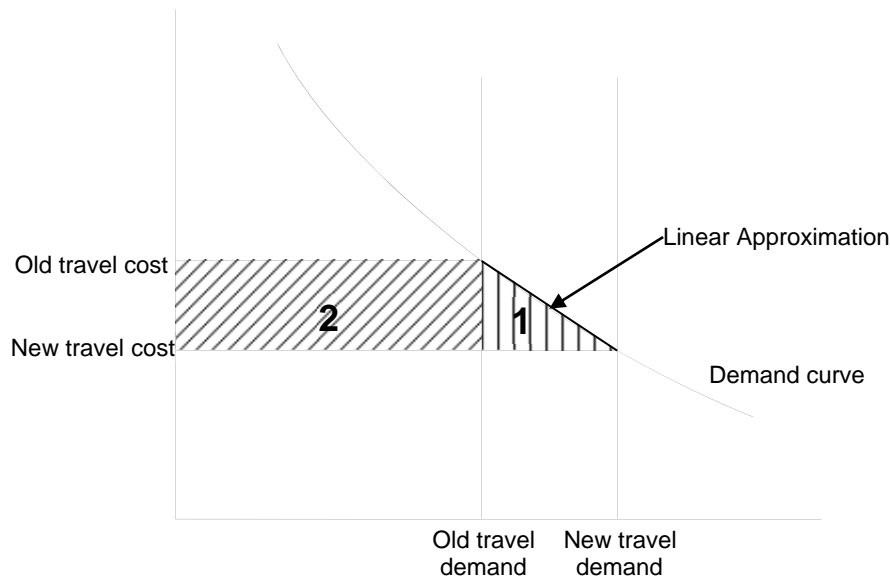 Linear Approximation
Old travel cost
2
1
New travel cost
Demand curve
Old travel
demand
New travel
demand